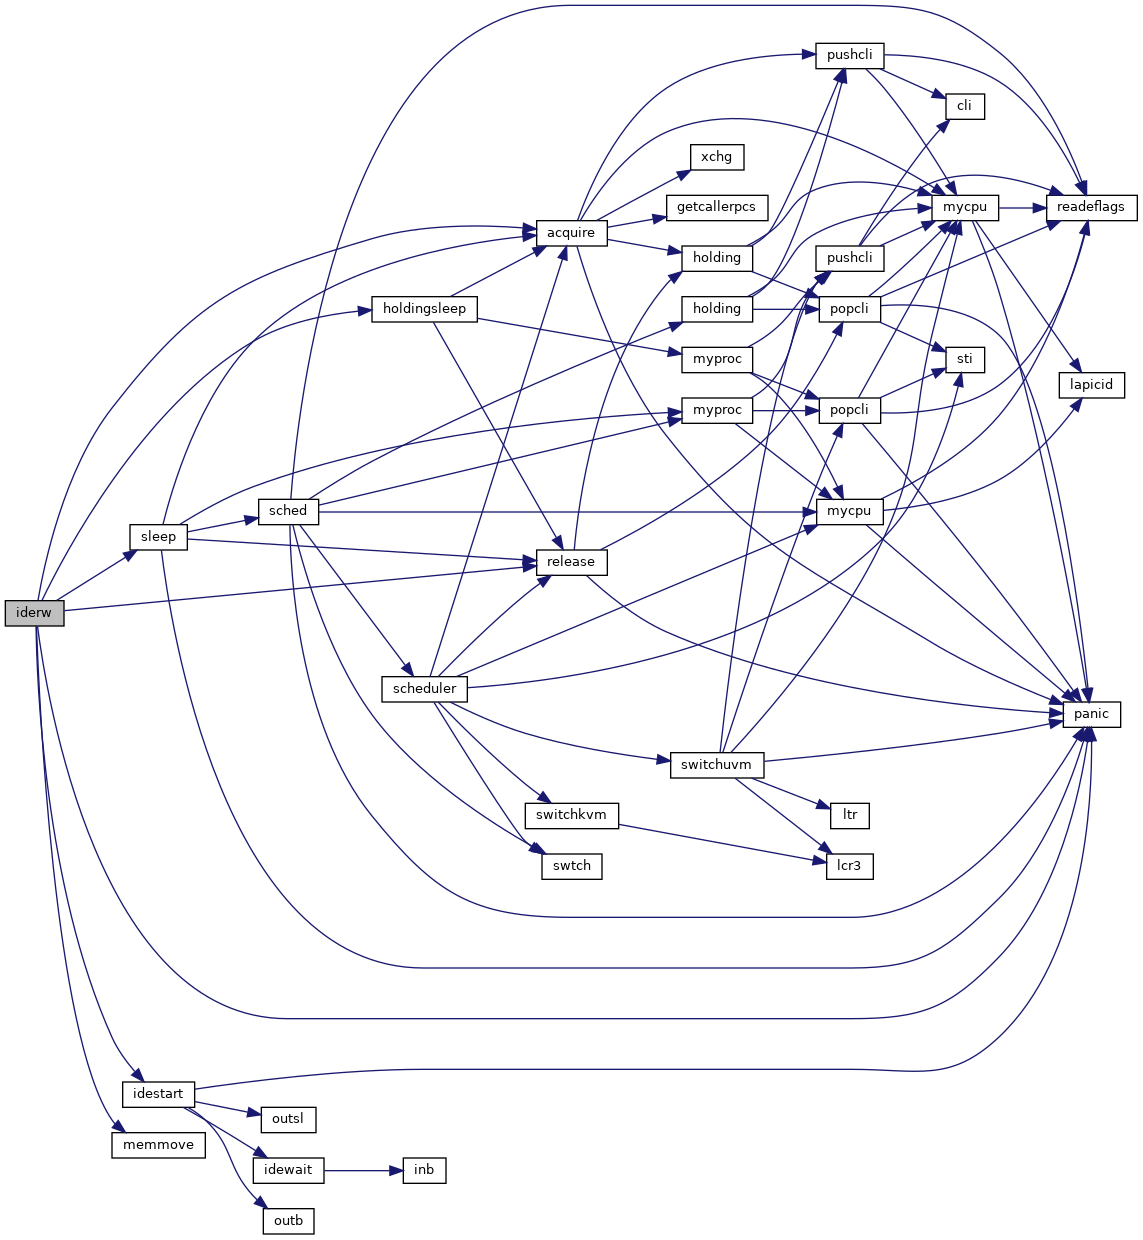 pushcli
cli
xchg
getcallerpcs
mycpu
readeflags
acquire
holding
pushcli
holdingsleep
holding
popcli
myproc
sti
lapicid
myproc
popcli
sched
mycpu
sleep
release
iderw
scheduler
panic
switchuvm
switchkvm
ltr
swtch
lcr3
idestart
outsl
memmove
idewait
inb
outb